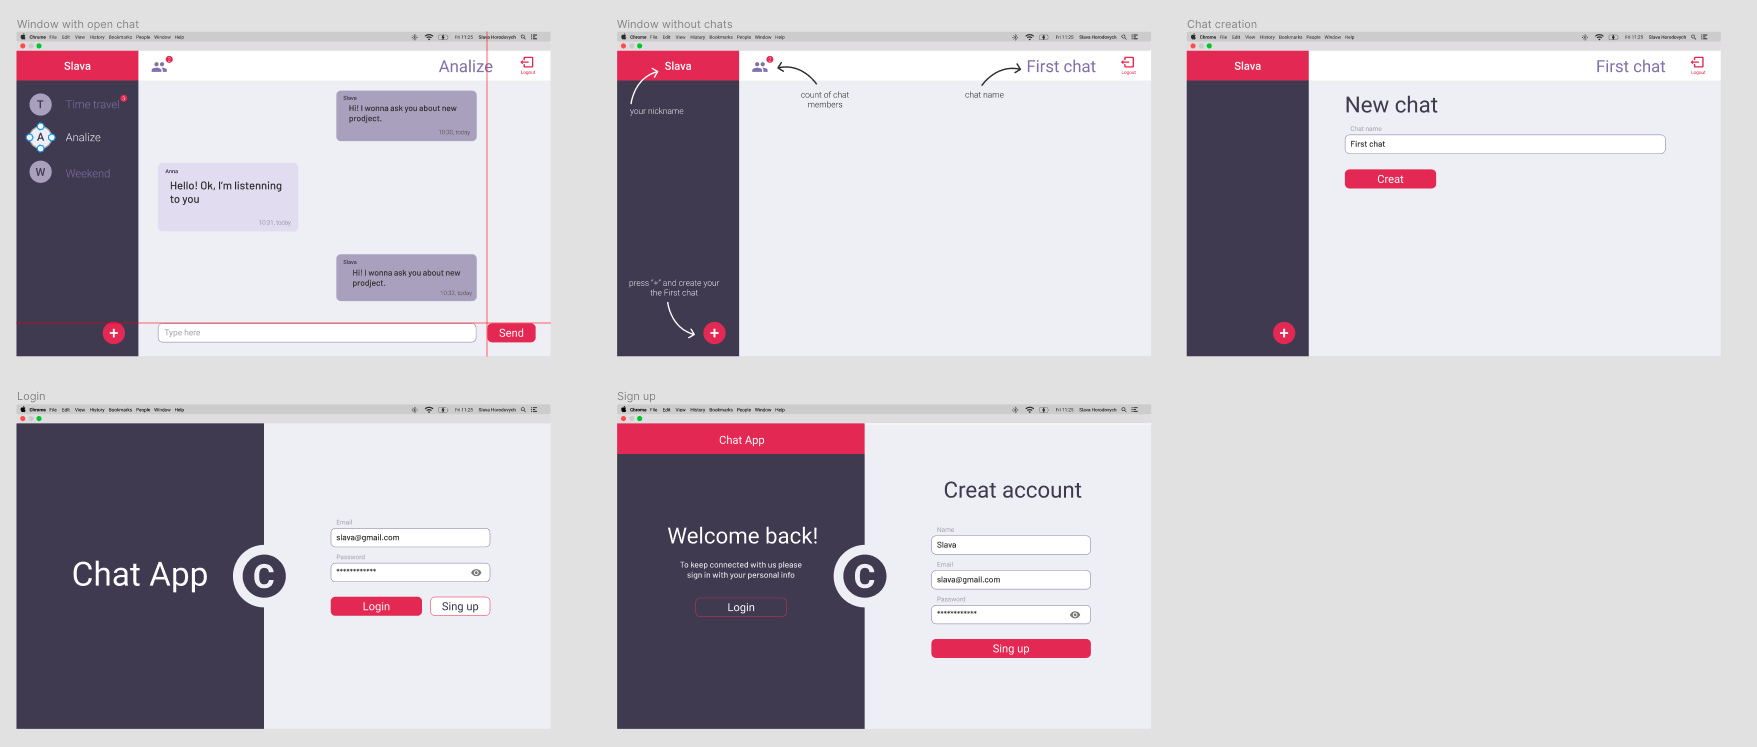 Window with open chat
Chrome File Edit View History Bookmarks People Window Help
Fri 11:25 Slava Horodovych
Slava
2
Analize
Logout
T Time travel
A Analize
W Weekend
Slava
Hi! I wonna ask you about new
prodject.
10:30, today
Anna
Hello! Ok, I'm listenning
to you
10:31, today
Slava
Hi! I wonna ask you about new
prodject.
10:32, today
+
Type here
Send
Window without chats
Chrome File Edit View History Bookmarks People Window Help
Fri 11:25 Slava Horodovych
Slava
First chat
Logout
your nickname
count of chat
members
chat name
press "+" and create your
the First chat
+
Chat creation
Chrome File Edit View History Bookmarks People Window Help
Fri 11:25 Slava Horodovych
Slava
First chat
Logout
New chat
Chat name
First chat
Creat
+
Login
Chrome File Edit View History Bookmarks People Window Help
Fri 11:25 Slava Horodovych
Chat App
C
Email
slava@gmail.com
Password
************
Login
Sing up
Sign up
Chrome File Edit View History Bookmarks People Window Help
Fri 11:25 Slava Horodovych
Chat App
Welcome back!
To keep connected with us please
sign in with your personal info
Login
C
Creat account
Name
Slava
Email
slava@gmail.com
Password
************
Sing up